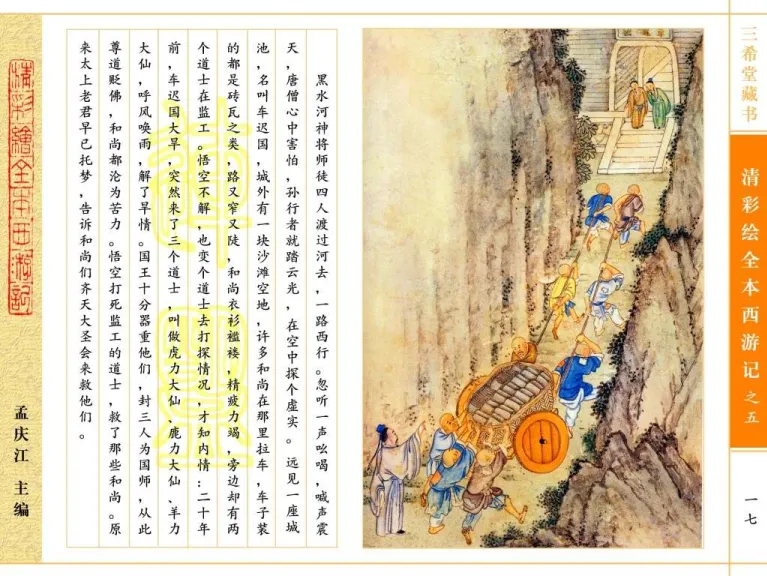 三希堂藏书
清彩绘全本西游记之五
一七
黑水河神将师徒四人渡过河去，一路西行。忽听一声吆喝，喊声震
天，唐僧心中害怕，孙行者就踏云光，在空中探个虚实。远见一座城
池，名叫车迟国，城外有一块沙滩空地，许多和尚在那里拉车，车子装
的都是砖瓦之类，路又窄又陡，和尚衣衫褴褛，精疲力竭，旁边却有两
个道士在监工。悟空不解，也变个道士去打探情况，才知内情：二十年
前，车迟国大旱，突然来了三个道士，叫做虎力大仙、鹿力大仙、羊力
大仙，呼风唤雨，解了旱情。国王十分器重他们，封三人为国师，从此
尊道贬佛，和尚都沦为苦力。悟空打死监工的道士，救了那些和尚。原
来太上老君早已托梦，告诉和尚们齐天大圣会来救他们。
清彩繪全本西游記
孟庆江 主编